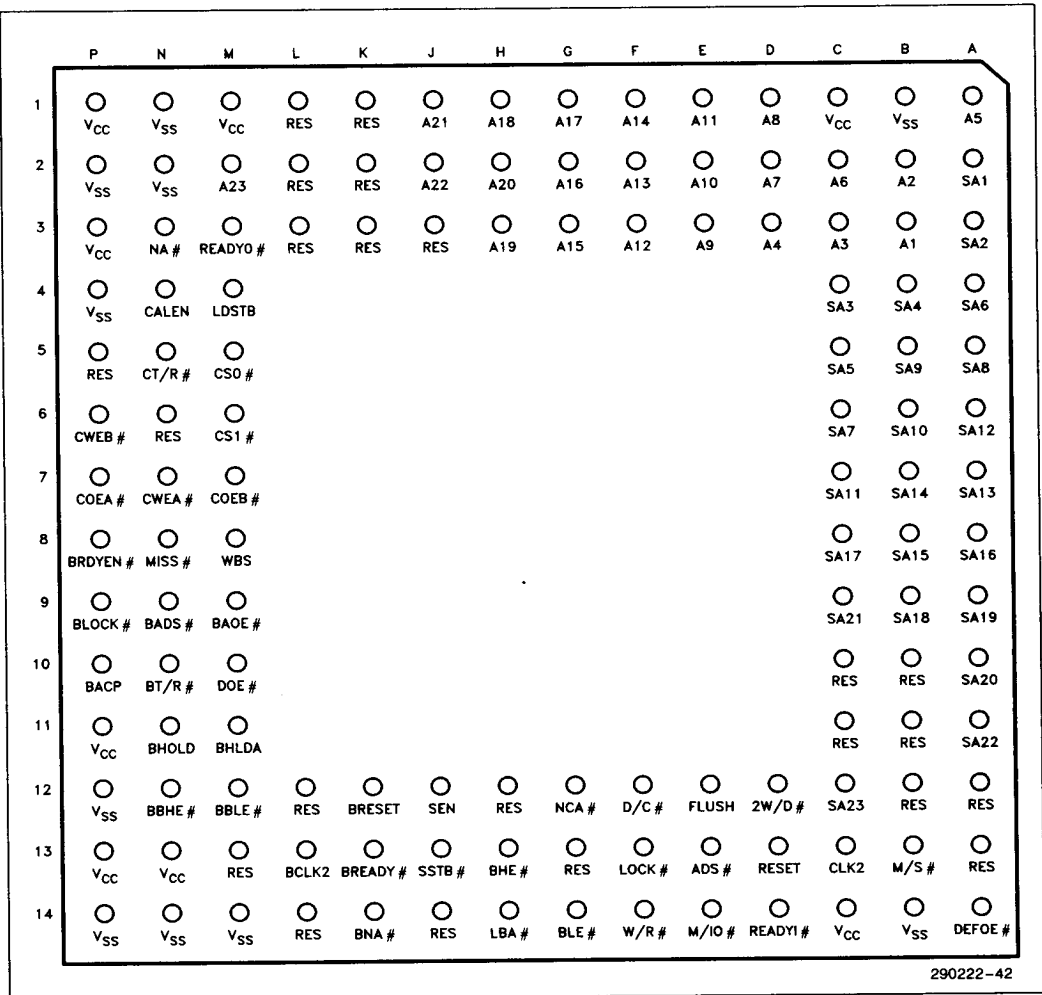 P N M L K J H G F E D C B A
1
VCC VSS VCC RES RES A21 A18 A17 A14 A11 A8 VCC VSS A5
2
VSS VSS A23 RES RES A22 A20 A16 A13 A10 A7 A6 A2 SA1
3
VCC NA# READYO# RES RES RES A19 A15 A12 A9 A4 A3 A1 SA2
4
VSS CALEN LDSTB SA3 SA4 SA6
5
RES CT/R# CS0# SA5 SA9 SA8
6
CWEB# RES CS1# SA7 SA10 SA12
7
COEA# CWEA# COEB# SA11 SA14 SA13
8
BRDYEN# MISS# WBS SA17 SA15 SA16
9
BLOCK# BADS# BAOE# SA21 SA18 SA19
10
BACP BT/R# DOE# RES RES SA20
11
VCC BHOLD BHLDA RES RES SA22
12
VSS BBHE# BBLE# RES BRESET SEN RES NCA# D/C# FLUSH 2W/D# SA23 RES RES
13
VCC VCC RES BCLK2 BREADY# SSTB# BHE# RES LOCK# ADS# RESET CLK2 M/S# RES
14
VSS VSS VSS RES BNA# RES LBA# BLE# W/R# M/IO# READYI# VCC VSS DEFOE#
290222-42